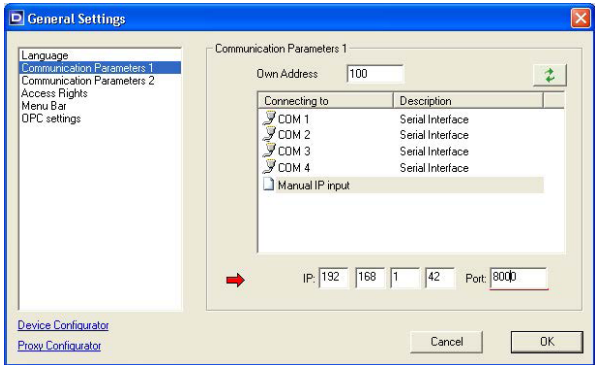 General Settings
Language
Communication Parameters 1
Communication Parameters 2
Access Rights
Menu Bar
OPC settings
Communication Parameters 1
Own Address 100
Connecting to Description
COM 1 Serial Interface
COM 2 Serial Interface
COM 3 Serial Interface
COM 4 Serial Interface
Manual IP input
IP: 192 168 1 42 Port: 8000
Device Configurator
Proxy Configurator
Cancel OK